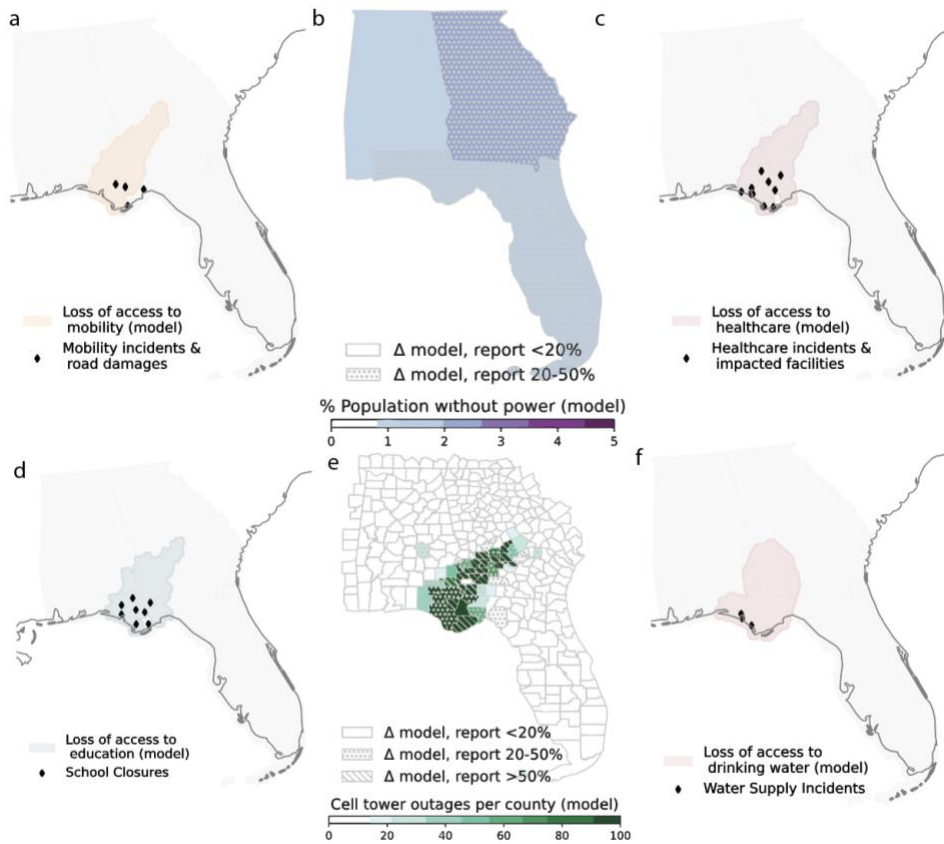 a
b
c
Loss of access to
mobility (model)
Mobility incidents &
road damages
Δ model, report <20%
Δ model, report 20-50%
% Population without power (model)
0 1 2 3 4 5
Loss of access to
healthcare (model)
Healthcare incidents &
impacted facilities
d
e
f
Loss of access to
education (model)
School Closures
Δ model, report <20%
Δ model, report 20-50%
Δ model, report >50%
Cell tower outages per county (model)
0 20 40 60 80 100
Loss of access to
drinking water (model)
Water Supply Incidents